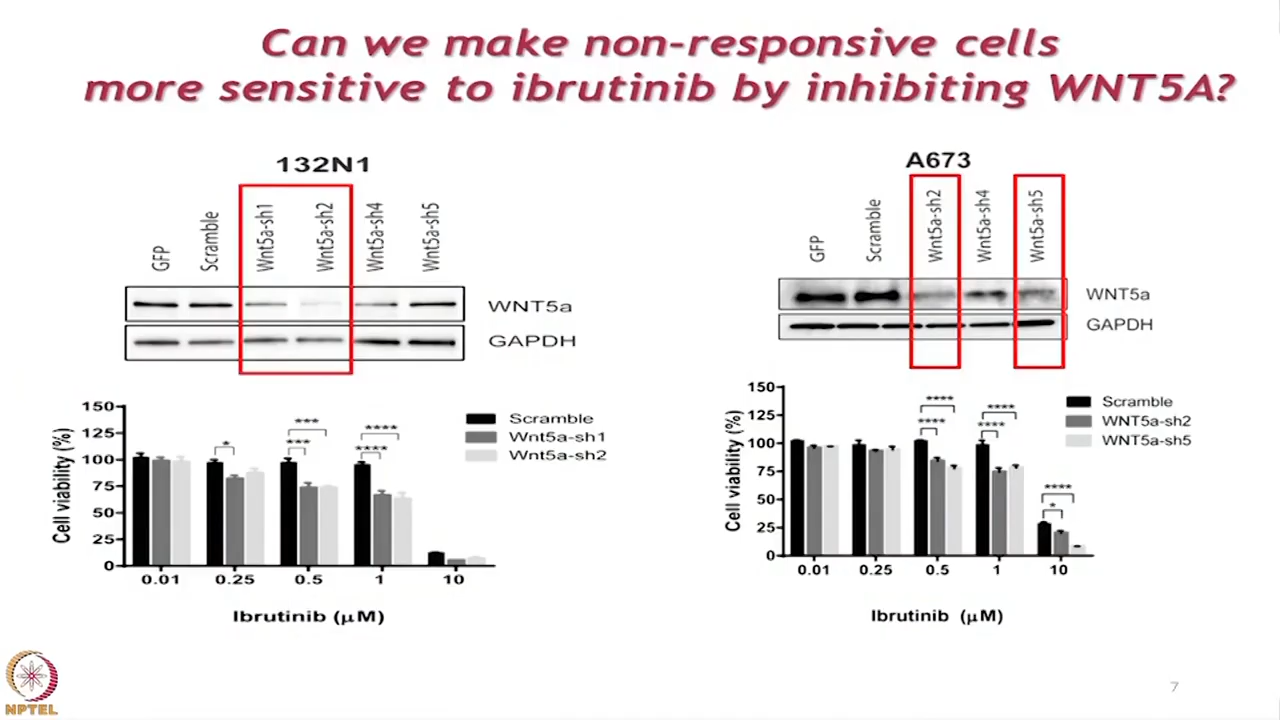 Can we make non-responsive cells
more sensitive to ibrutinib by inhibiting WNT5A?
132N1
GFP
Scramble
Wnt5a-sh1
Wnt5a-sh2
Wnt5a-sh4
Wnt5a-sh5
WNT5a
GAPDH
150
125
100
75
50
25
0
Cell viability (%)
*
***
***
****
****
Scramble
Wnt5a-sh1
Wnt5a-sh2
0.01 0.25 0.5 1 10
Ibrutinib (μM)
A673
GFP
Scramble
Wnt5a-sh2
Wnt5a-sh4
Wnt5a-sh5
WNT5a
GAPDH
150
125
100
75
50
25
0
Cell viability (%)
****
****
****
****
****
*
Scramble
WNT5a-sh2
WNT5a-sh5
0.01 0.25 0.5 1 10
Ibrutinib (μM)
NPTEL
7